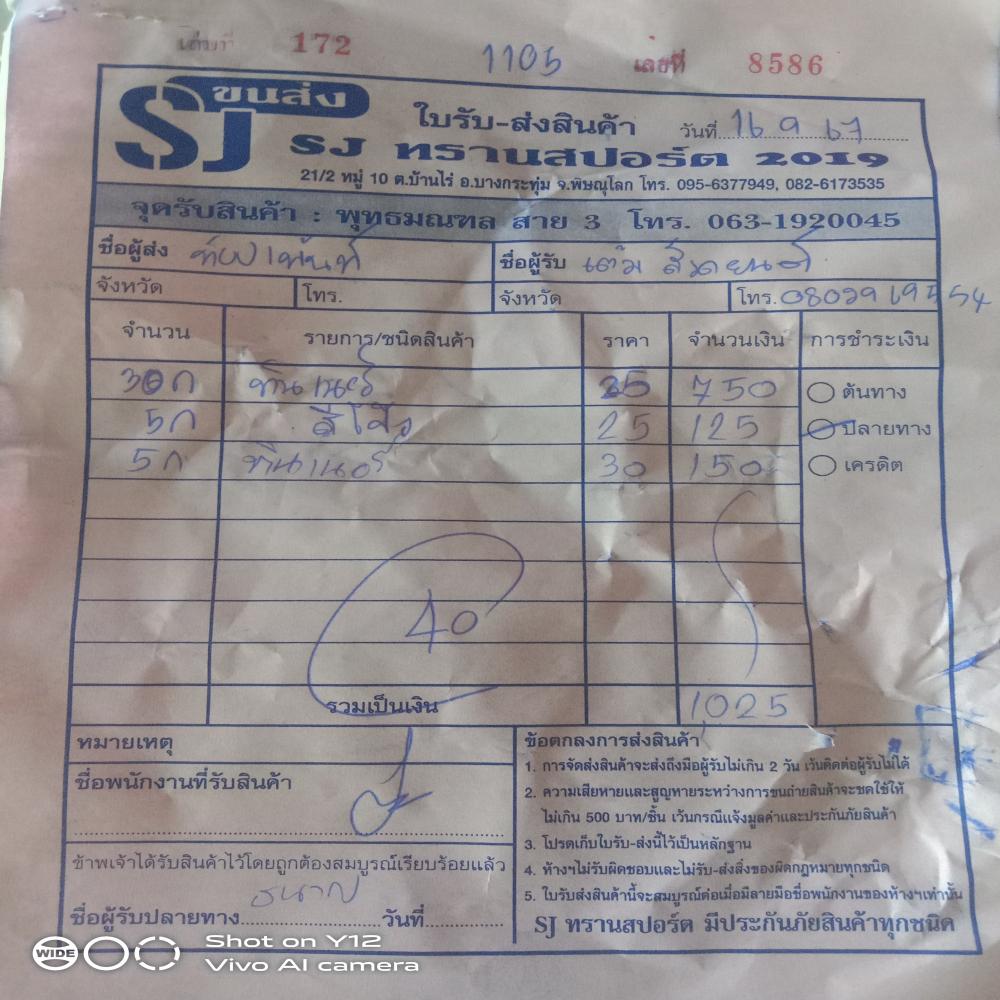 เล่มที่ 172 1105 เลขที่ 8586
SJ ขนส่ง
ใบรับ-ส่งสินค้า วันที่ 16 9 67
SJ ทรานสปอร์ต 2019
21/2 หมู่ 10 ต.บ้านไร่ อ.บางกระทุ่ม จ.พิษณุโลก โทร. 095-6377949, 082-6173535
จุดรับสินค้า : พุทธมณฑล สาย 3 โทร. 063-1920045
ชื่อผู้ส่ง ชื่อผู้รับ
จังหวัด โทร. จังหวัด โทร. 0802919554
จำนวน รายการ/ชนิดสินค้า ราคา จำนวนเงิน การชำระเงิน
30ก ทินเนอร์ 25 750 ต้นทาง
5ก สีโป๊ว 25 125 ปลายทาง
5ก ทินเนอร์ 30 150 เครดิต
40
รวมเป็นเงิน 1025
หมายเหตุ
ชื่อพนักงานที่รับสินค้า
ข้าพเจ้าได้รับสินค้าไว้โดยถูกต้องสมบูรณ์เรียบร้อยแล้ว
ชื่อผู้รับปลายทาง วันที่
ข้อตกลงการส่งสินค้า
1. การจัดส่งสินค้าจะส่งถึงมือผู้รับไม่เกิน 2 วัน เว้นติดต่อผู้รับไม่ได้
2. ความเสียหายและสูญหายระหว่างการขนถ่ายสินค้าจะชดใช้ให้
ไม่เกิน 500 บาท/ชิ้น เว้นกรณีแจ้งมูลค่าและประกันภัยสินค้า
3. โปรดเก็บใบรับ-ส่งนี้ไว้เป็นหลักฐาน
4. ห้างฯไม่รับผิดชอบและไม่รับ-ส่งสิ่งของผิดกฎหมายทุกชนิด
5. ใบรับส่งสินค้านี้จะสมบูรณ์ต่อเมื่อมีลายมือชื่อพนักงานของห้างฯเท่านั้น
SJ ทรานสปอร์ต มีประกันภัยสินค้าทุกชนิด
WIDE
Shot on Y12
Vivo AI camera